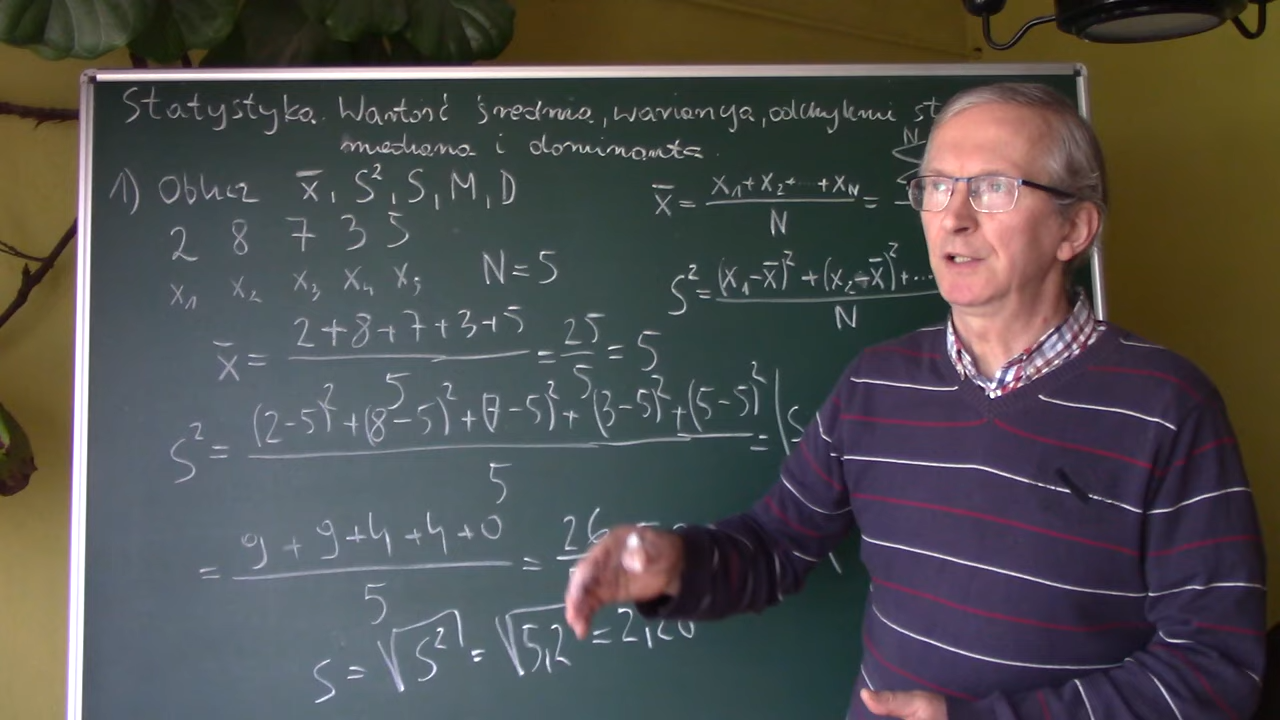 Statystyka. Wartość średnia, wariancja, odchylenie st
mediana i dominanta.
1) Oblicz x̄, S², S, M, D
2 8 7 3 5
x₁ x₂ x₃ x₄ x₅ N = 5
x̄ = (2+8+7+3+5)/5 = 25/5 = 5
S² = ((2-5)²+(8-5)²+(7-5)²+(3-5)²+(5-5)²)/5 =
= (9+9+4+4+0)/5 = 26
S = √S² = √5,2 = 2,28
N
x̄ = (x₁+x₂+...+x_N)/N =
S² = ((x₁-x̄)²+(x₂-x̄)²+.../N